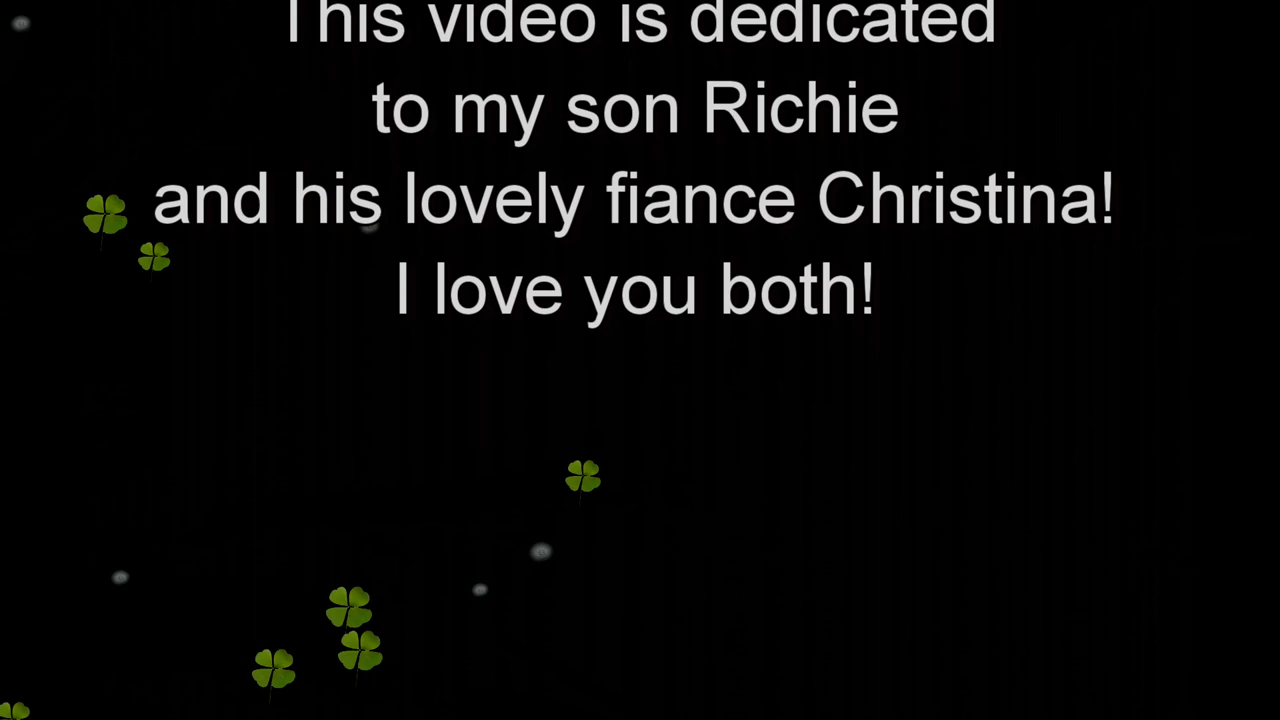 This video is dedicated
to my son Richie
and his lovely fiance Christina!
I love you both!